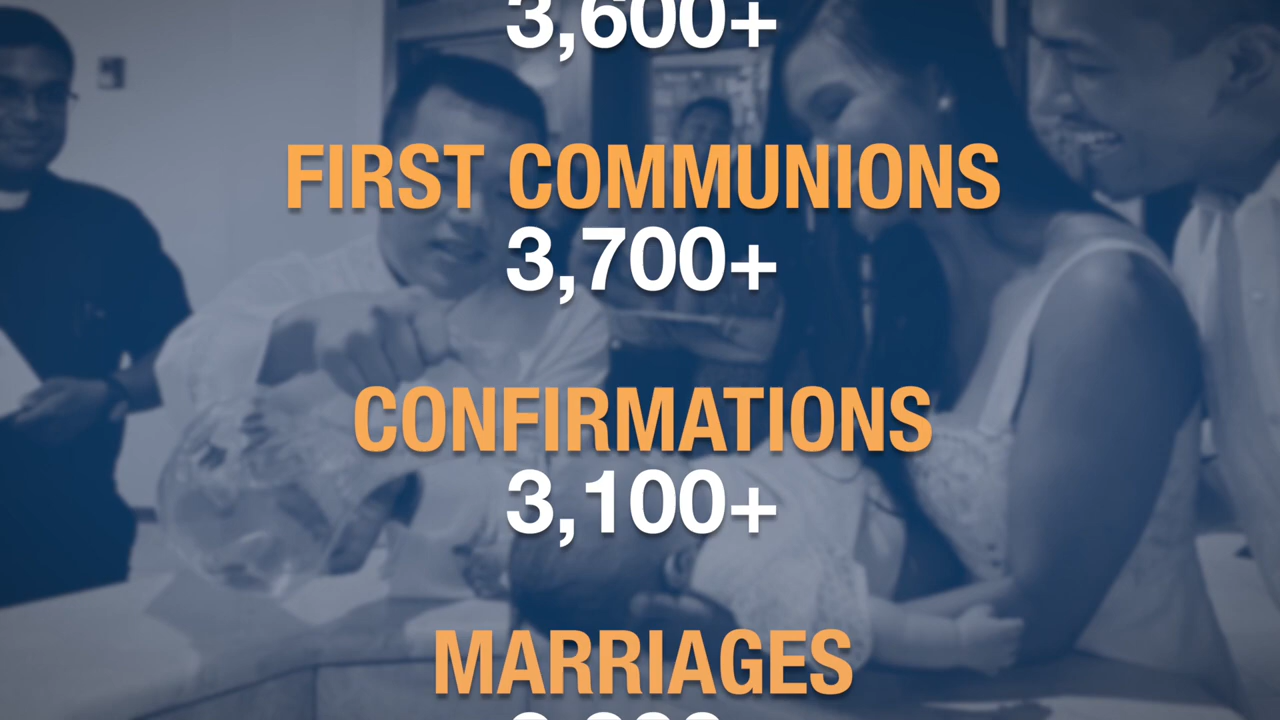 3,600+
FIRST COMMUNIONS
3,700+
CONFIRMATIONS
3,100+
MARRIAGES